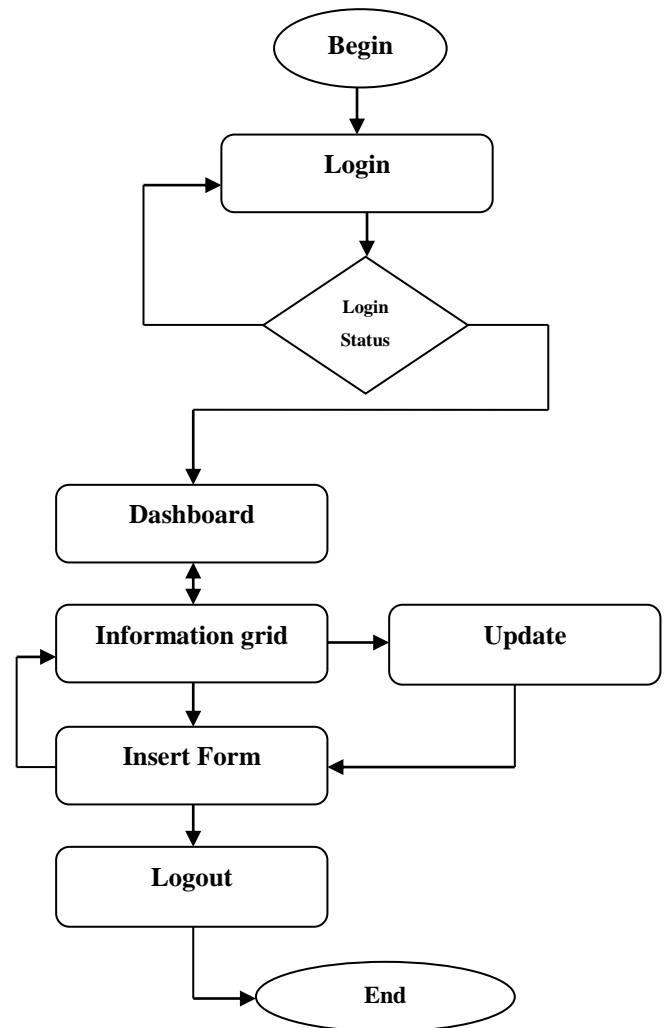 Begin
Login
Login
Status
Dashboard
Information grid
Update
Insert Form
Logout
End